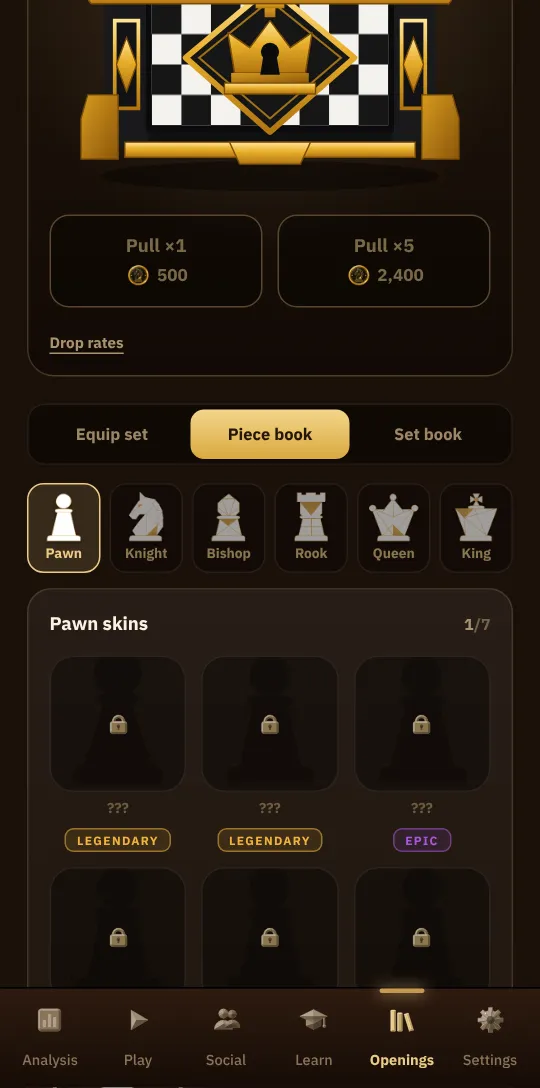 Pull ×1
500
Pull ×5
2,400
Drop rates
Equip set
Piece book
Set book
Pawn
Knight
Bishop
Rook
Queen
King
Pawn skins
1/7
???
???
???
LEGENDARY
LEGENDARY
EPIC
Analysis
Play
Social
Learn
Openings
Settings